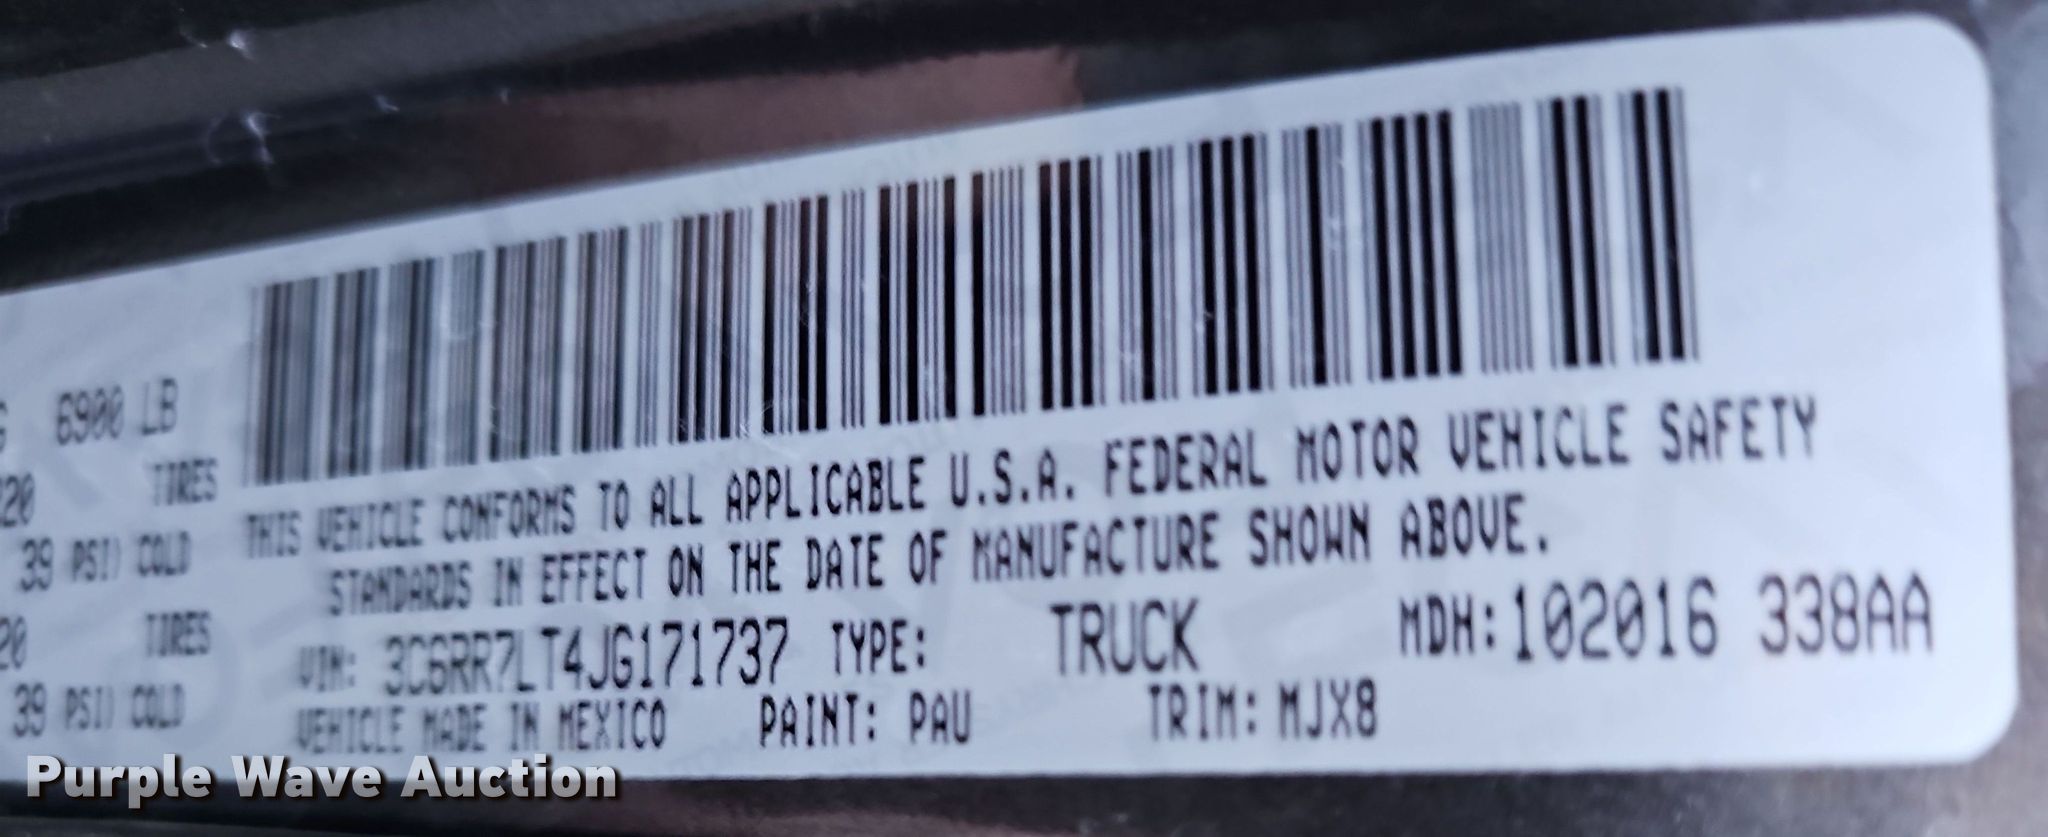 G 6900 LB
20 TIRES
39 PSI) COLD
20 TIRES
39 PSI) COLD
THIS VEHICLE CONFORMS TO ALL APPLICABLE U.S.A. FEDERAL MOTOR VEHICLE SAFETY
STANDARDS IN EFFECT ON THE DATE OF MANUFACTURE SHOWN ABOVE.
VIN: 3C6RR7LT4JG171737 TYPE: TRUCK MDH:102016 338AA
VEHICLE MADE IN MEXICO PAINT: PAU TRIM: MJX8
Purple Wave Auction